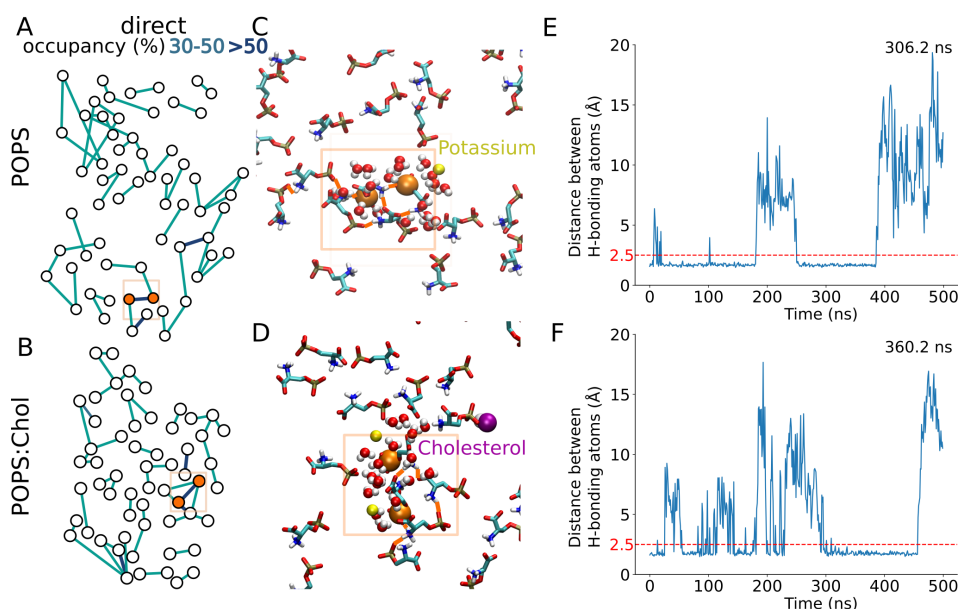 A
direct
occupancy (%) 30-50 >50
POPS
B
POPS:Chol
C
Potassium
D
Cholesterol
E
306.2 ns
20
15
10
5
2.5
0
Distance between
H-bonding atoms (Å)
0 100 200 300 400 500
Time (ns)
F
360.2 ns
20
15
10
5
2.5
0
Distance between
H-bonding atoms (Å)
0 100 200 300 400 500
Time (ns)